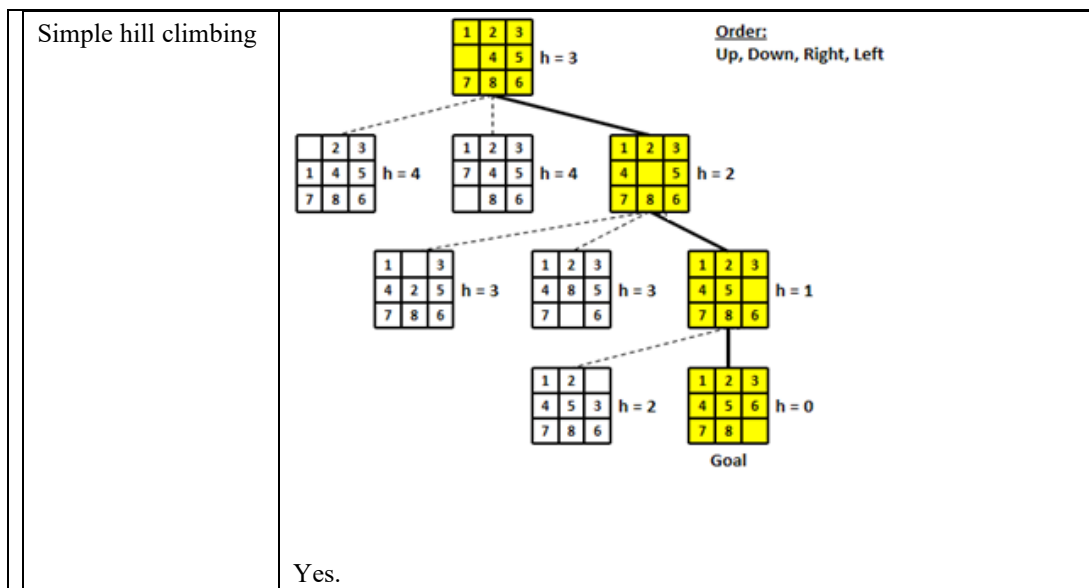 Simple hill climbing
1 2 3
4 5
7 8 6
h = 3
Order:
Up, Down, Right, Left
2 3
1 4 5
7 8 6
h = 4
1 2 3
7 4 5
8 6
h = 4
1 2 3
4 5
7 8 6
h = 2
1 3
4 2 5
7 8 6
h = 3
1 2 3
4 8 5
7 6
h = 3
1 2 3
4 5
7 8 6
h = 1
1 2
4 5 3
7 8 6
h = 2
1 2 3
4 5 6
7 8
h = 0
Goal
Yes.